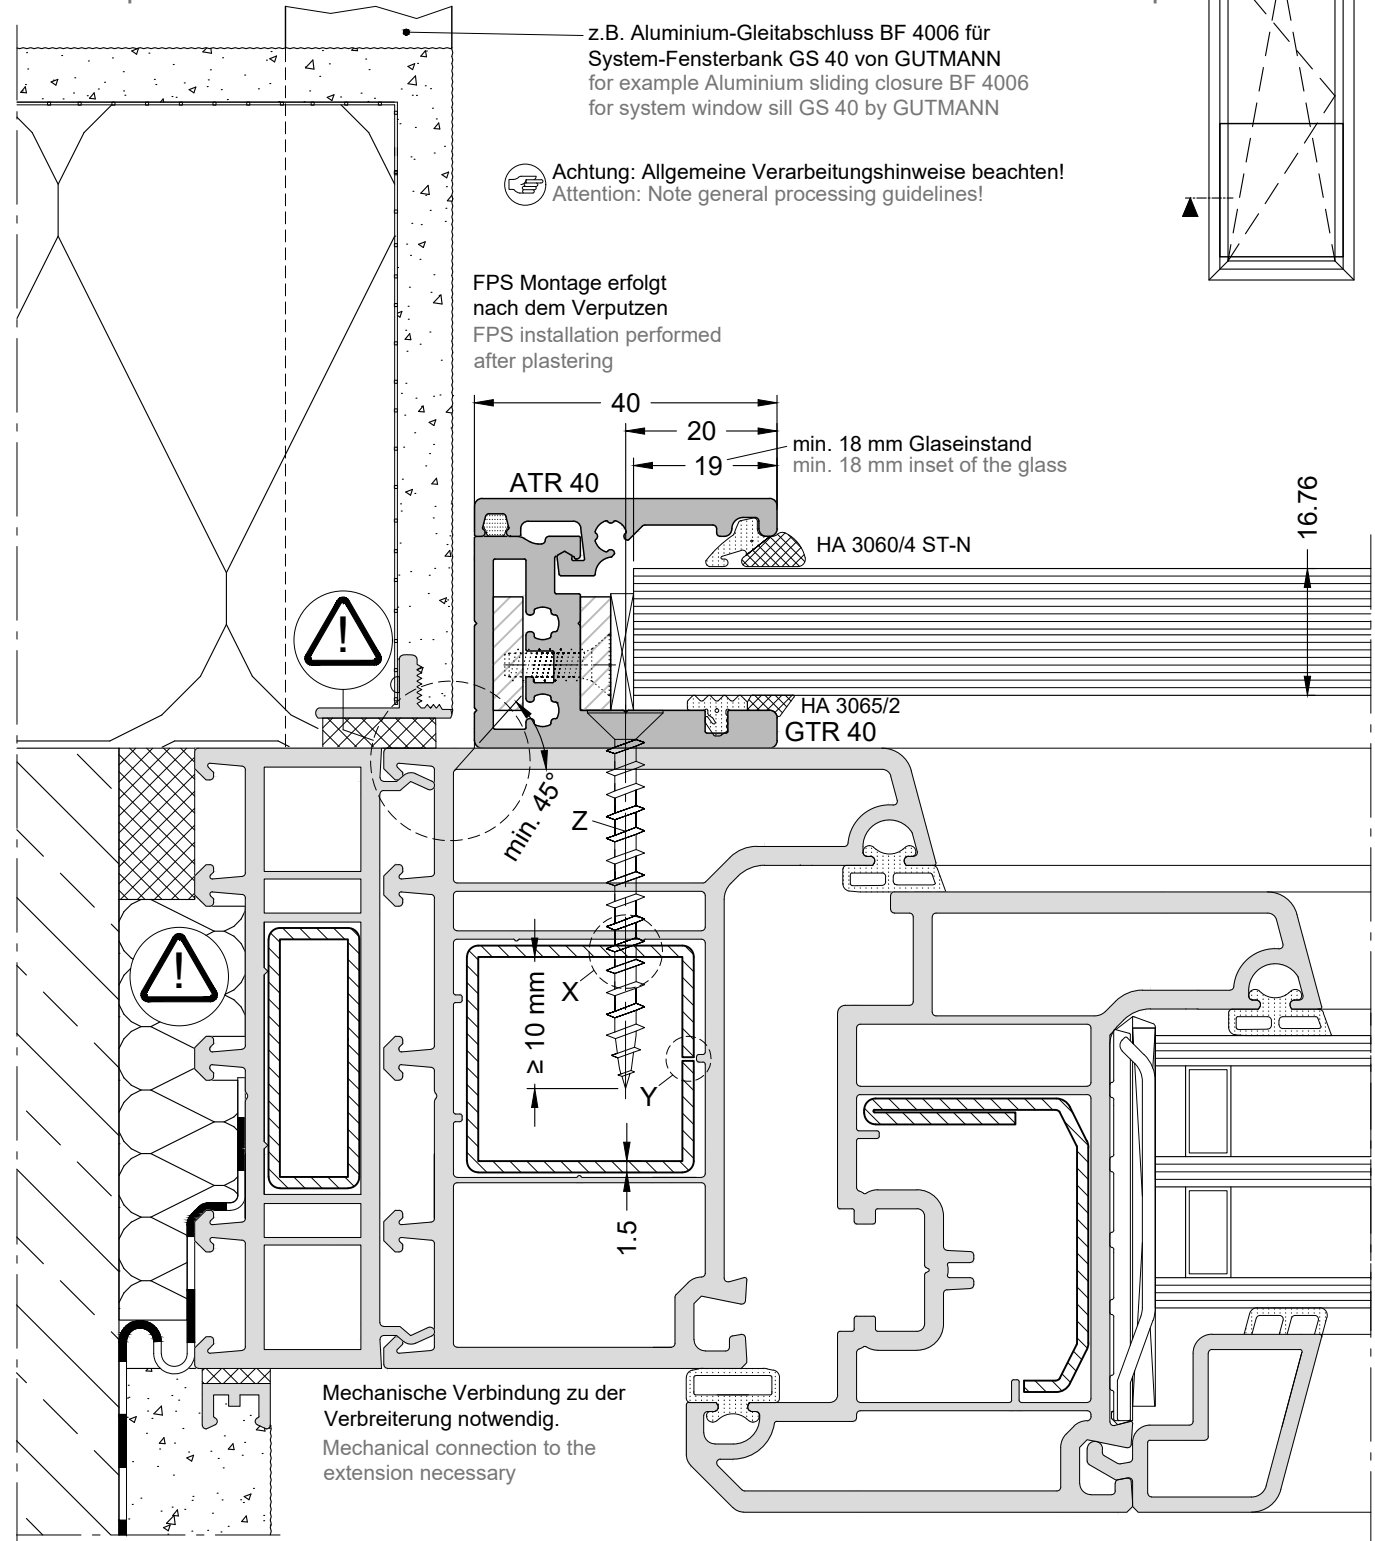 z.B. Aluminium-Gleitabschluss BF 4006 für
System-Fensterbank GS 40 von GUTMANN
for example Aluminium sliding closure BF 4006
for system window sill GS 40 by GUTMANN
Achtung: Allgemeine Verarbeitungshinweise beachten!
Attention: Note general processing guidelines!
FPS Montage erfolgt
nach dem Verputzen
FPS installation performed
after plastering
40
20
19
min. 18 mm Glaseinstand
min. 18 mm inset of the glass
ATR 40
16.76
HA 3060/4 ST-N
!
HA 3065/2
GTR 40
min. 45°
Z
!
X
≥ 10 mm
Y
1.5
Mechanische Verbindung zu der
Verbreiterung notwendig.
Mechanical connection to the
extension necessary